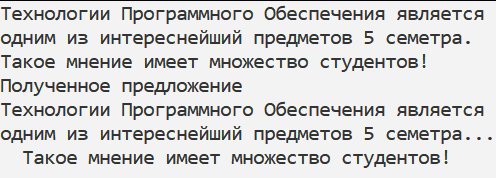 Технологии Программного Обеспечения является
одним из интереснейший предметов 5 семетра.
Такое мнение имеет множество студентов!
Полученное предложение
Технологии Программного Обеспечения является
одним из интереснейший предметов 5 семетра...
  Такое мнение имеет множество студентов!